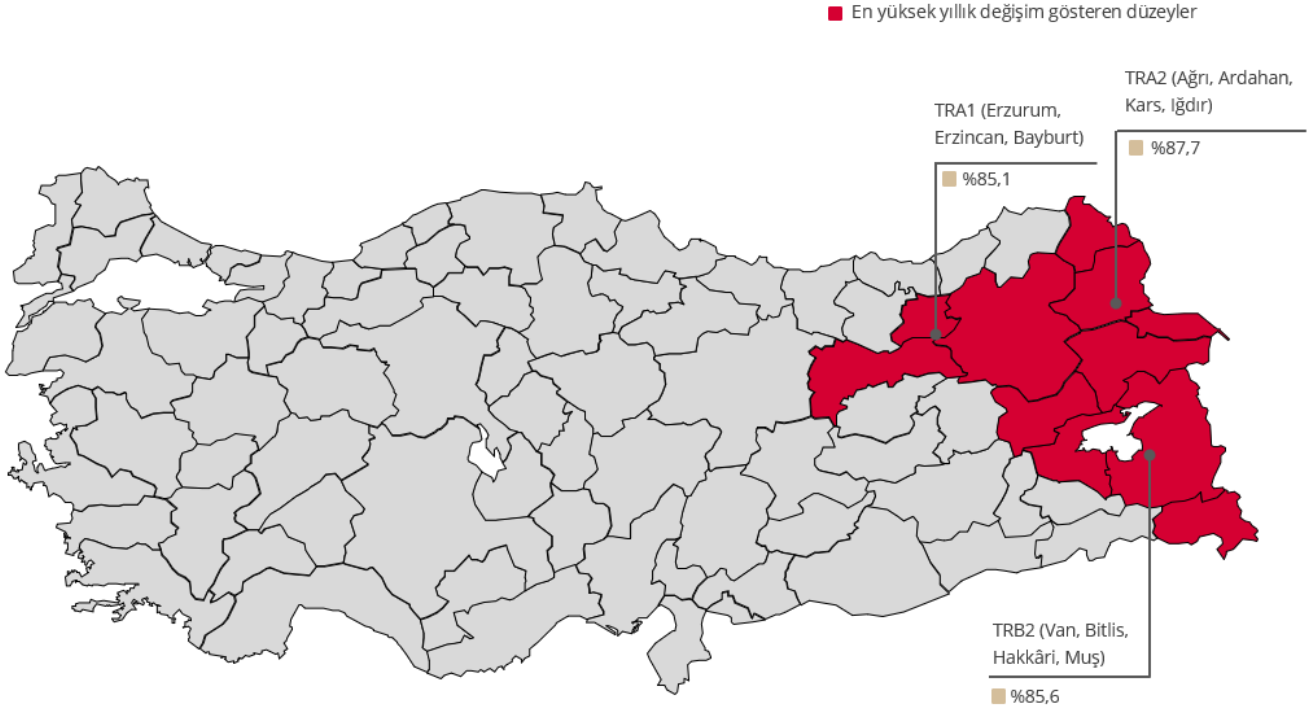 En yüksek yıllık değişim gösteren düzeyler
TRA2 (Ağrı, Ardahan,
Kars, Iğdır)
%87,7
TRA1 (Erzurum,
Erzincan, Bayburt)
%85,1
TRB2 (Van, Bitlis,
Hakkâri, Muş)
%85,6